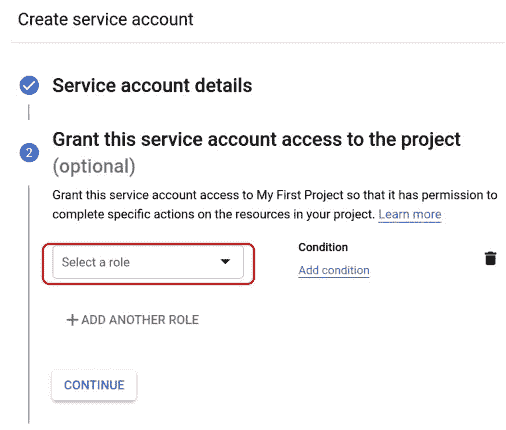 Create service account
Service account details
2
Grant this service account access to the project
(optional)
Grant this service account access to My First Project so that it has permission to
complete specific actions on the resources in your project. Learn more
Select a role
Condition
Add condition
+ ADD ANOTHER ROLE
CONTINUE